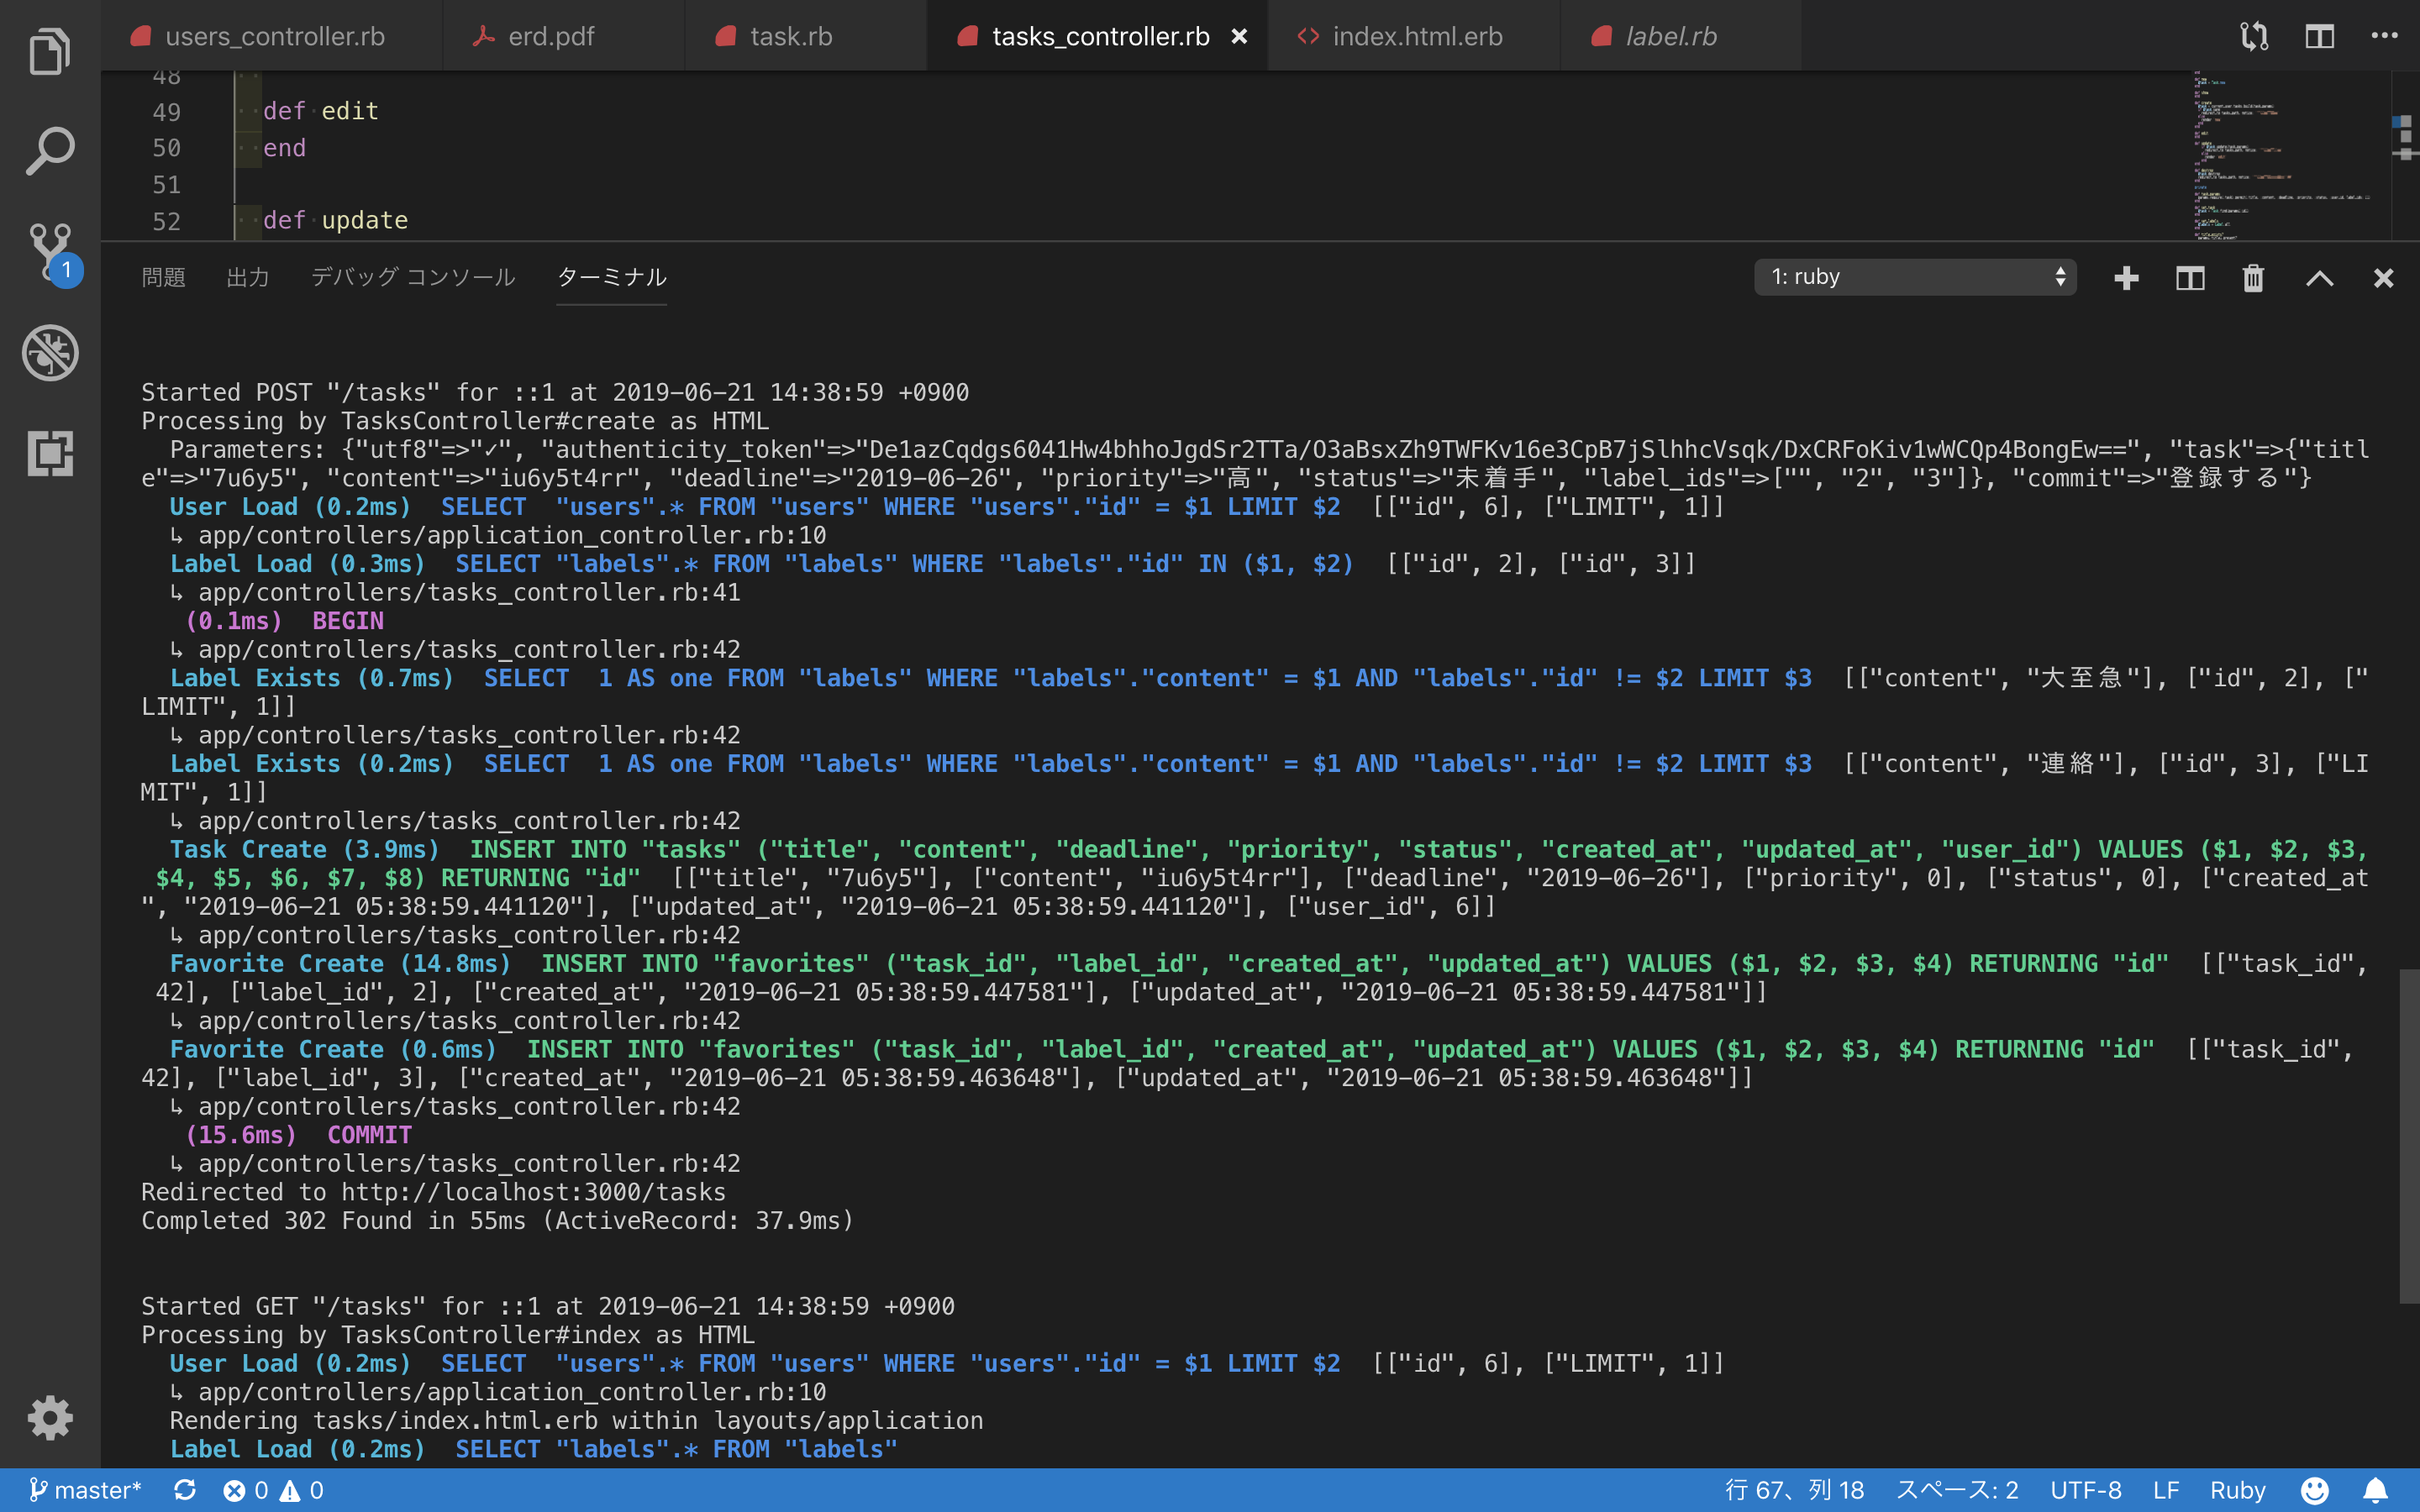 users_controller.rb erd.pdf task.rb tasks_controller.rb index.html.erb label.rb
48
49 def edit
50 end
51
52 def update
1
問題 出力 デバッグ コンソール ターミナル 1: ruby
Started POST "/tasks" for ::1 at 2019-06-21 14:38:59 +0900
Processing by TasksController#create as HTML
Parameters: {"utf8"=>"✓", "authenticity_token"=>"De1azCqdgs6041Hw4bhhoJgdSr2TTa/O3aBsxZh9TWFKv16e3CpB7jSlhhcVsqk/DxCRFoKiv1wWCQp4BongEw==", "task"=>{"titl
e"=>"7u6y5", "content"=>"iu6y5t4rr", "deadline"=>"2019-06-26", "priority"=>"高", "status"=>"未着手", "label_ids"=>["", "2", "3"]}, "commit"=>"登録する"}
User Load (0.2ms) SELECT "users".* FROM "users" WHERE "users"."id" = $1 LIMIT $2 [["id", 6], ["LIMIT", 1]]
↳ app/controllers/application_controller.rb:10
Label Load (0.3ms) SELECT "labels".* FROM "labels" WHERE "labels"."id" IN ($1, $2) [["id", 2], ["id", 3]]
↳ app/controllers/tasks_controller.rb:41
(0.1ms) BEGIN
↳ app/controllers/tasks_controller.rb:42
Label Exists (0.7ms) SELECT 1 AS one FROM "labels" WHERE "labels"."content" = $1 AND "labels"."id" != $2 LIMIT $3 [["content", "大至急"], ["id", 2], ["
LIMIT", 1]]
↳ app/controllers/tasks_controller.rb:42
Label Exists (0.2ms) SELECT 1 AS one FROM "labels" WHERE "labels"."content" = $1 AND "labels"."id" != $2 LIMIT $3 [["content", "連絡"], ["id", 3], ["LI
MIT", 1]]
↳ app/controllers/tasks_controller.rb:42
Task Create (3.9ms) INSERT INTO "tasks" ("title", "content", "deadline", "priority", "status", "created_at", "updated_at", "user_id") VALUES ($1, $2, $3,
$4, $5, $6, $7, $8) RETURNING "id" [["title", "7u6y5"], ["content", "iu6y5t4rr"], ["deadline", "2019-06-26"], ["priority", 0], ["status", 0], ["created_at
", "2019-06-21 05:38:59.441120"], ["updated_at", "2019-06-21 05:38:59.441120"], ["user_id", 6]]
↳ app/controllers/tasks_controller.rb:42
Favorite Create (14.8ms) INSERT INTO "favorites" ("task_id", "label_id", "created_at", "updated_at") VALUES ($1, $2, $3, $4) RETURNING "id" [["task_id",
42], ["label_id", 2], ["created_at", "2019-06-21 05:38:59.447581"], ["updated_at", "2019-06-21 05:38:59.447581"]]
↳ app/controllers/tasks_controller.rb:42
Favorite Create (0.6ms) INSERT INTO "favorites" ("task_id", "label_id", "created_at", "updated_at") VALUES ($1, $2, $3, $4) RETURNING "id" [["task_id",
42], ["label_id", 3], ["created_at", "2019-06-21 05:38:59.463648"], ["updated_at", "2019-06-21 05:38:59.463648"]]
↳ app/controllers/tasks_controller.rb:42
(15.6ms) COMMIT
↳ app/controllers/tasks_controller.rb:42
Redirected to http://localhost:3000/tasks
Completed 302 Found in 55ms (ActiveRecord: 37.9ms)
Started GET "/tasks" for ::1 at 2019-06-21 14:38:59 +0900
Processing by TasksController#index as HTML
User Load (0.2ms) SELECT "users".* FROM "users" WHERE "users"."id" = $1 LIMIT $2 [["id", 6], ["LIMIT", 1]]
↳ app/controllers/application_controller.rb:10
Rendering tasks/index.html.erb within layouts/application
Label Load (0.2ms) SELECT "labels".* FROM "labels"
master* 0 0 行 67、列 18 スペース: 2 UTF-8 LF Ruby